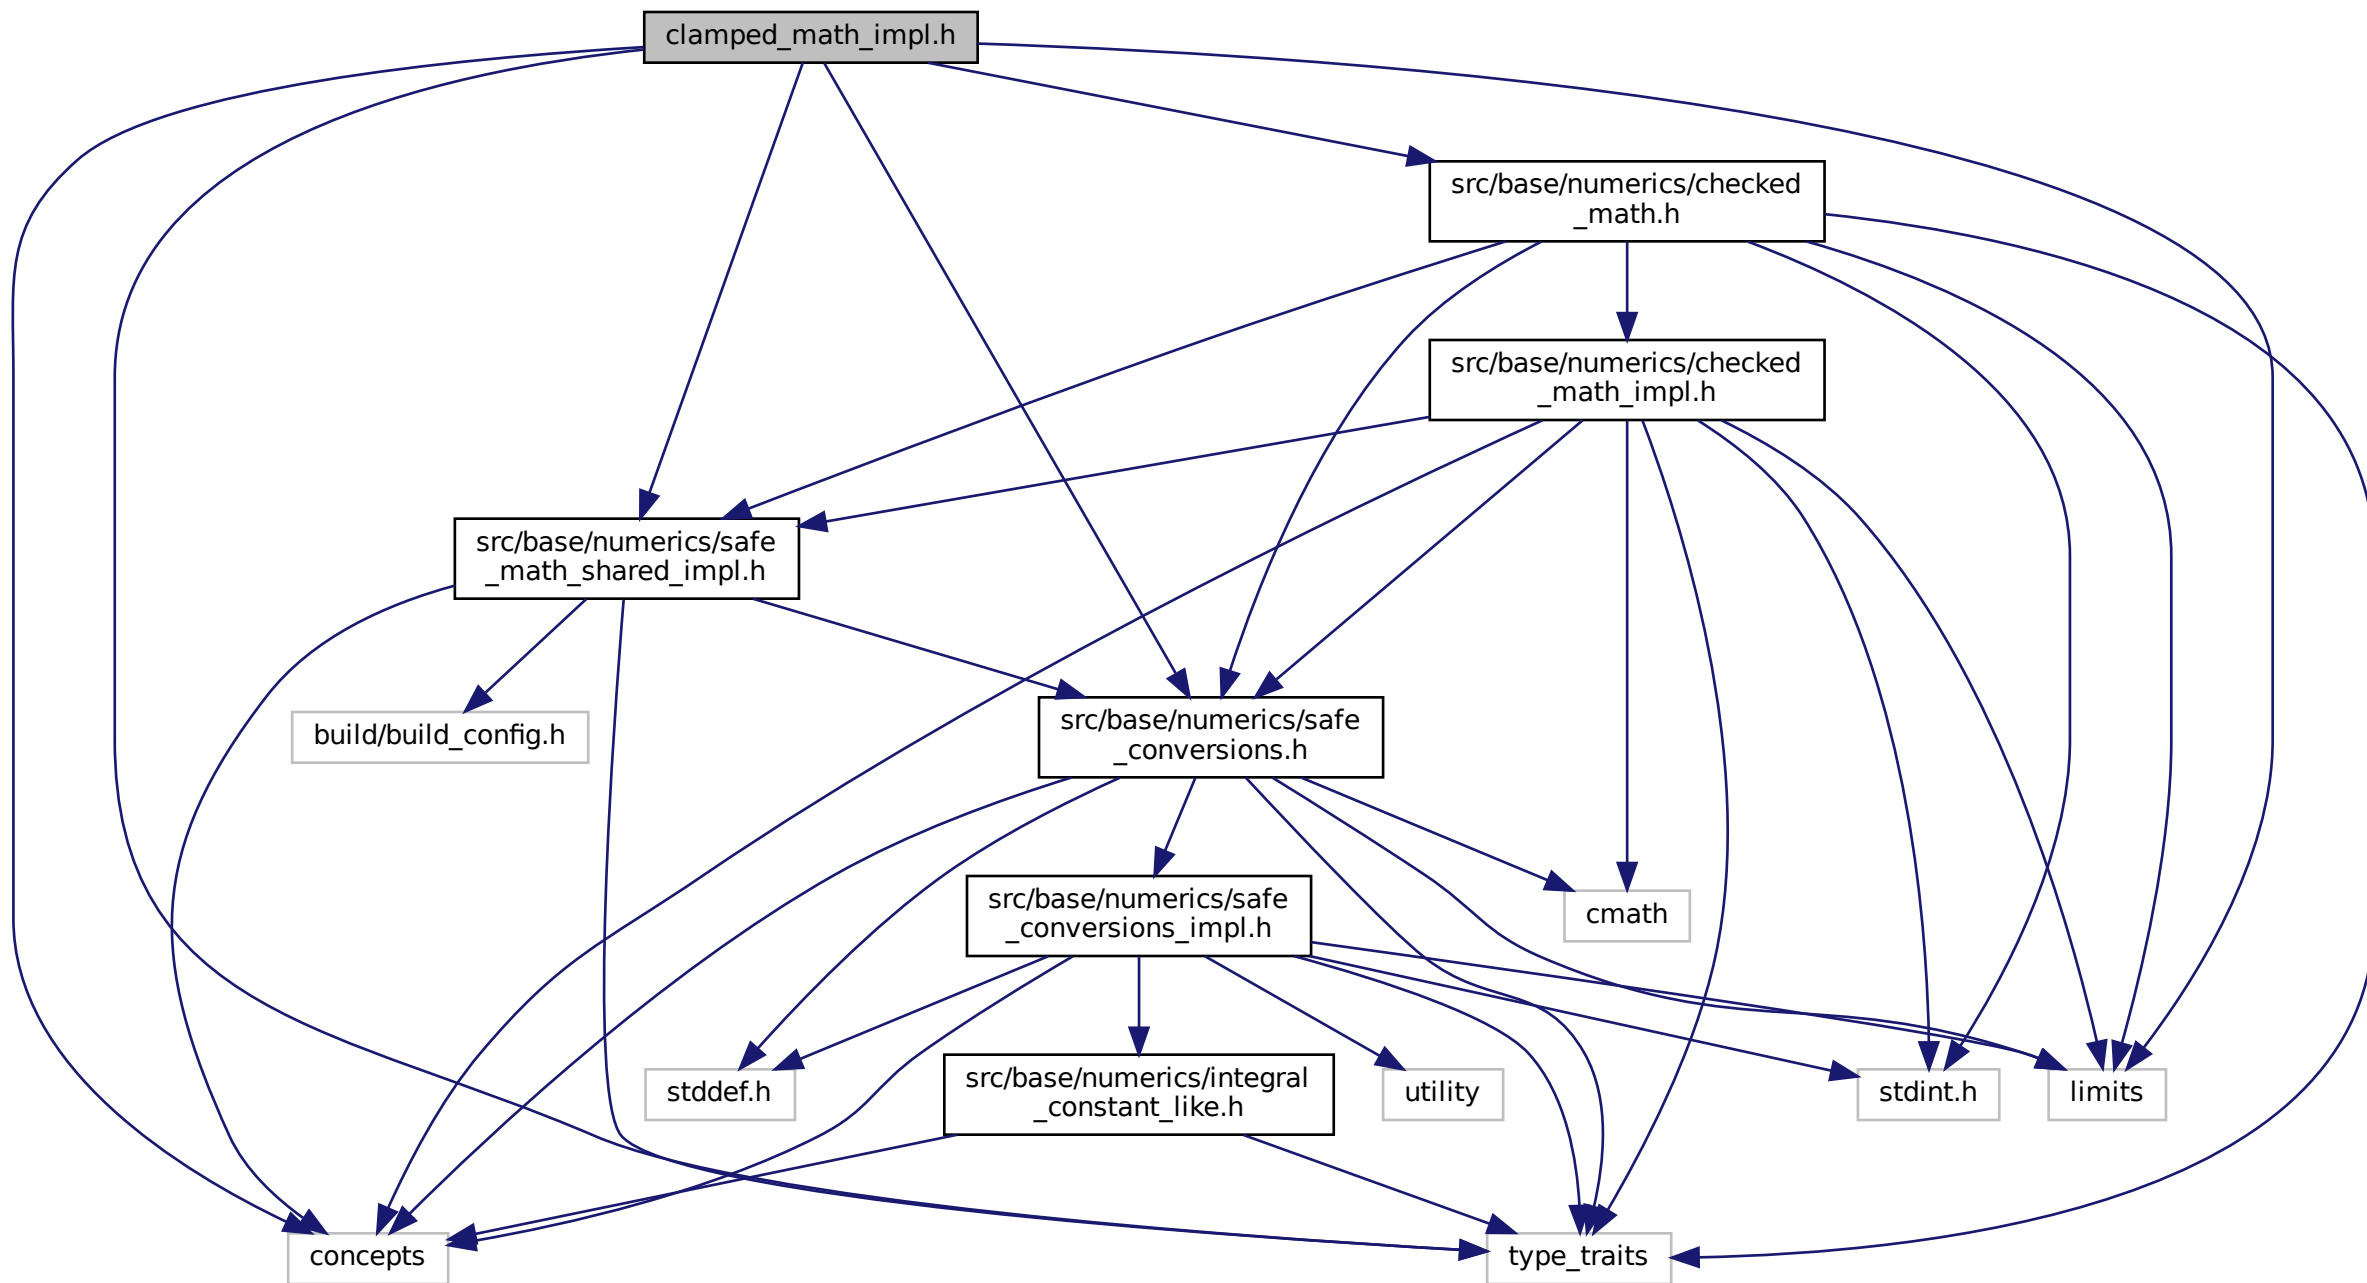 clamped_math_impl.h
src/base/numerics/checked
_math.h
src/base/numerics/checked
_math_impl.h
src/base/numerics/safe
_math_shared_impl.h
build/build_config.h
src/base/numerics/safe
_conversions.h
src/base/numerics/safe
_conversions_impl.h
cmath
stddef.h
src/base/numerics/integral
_constant_like.h
utility
stdint.h
limits
concepts
type_traits